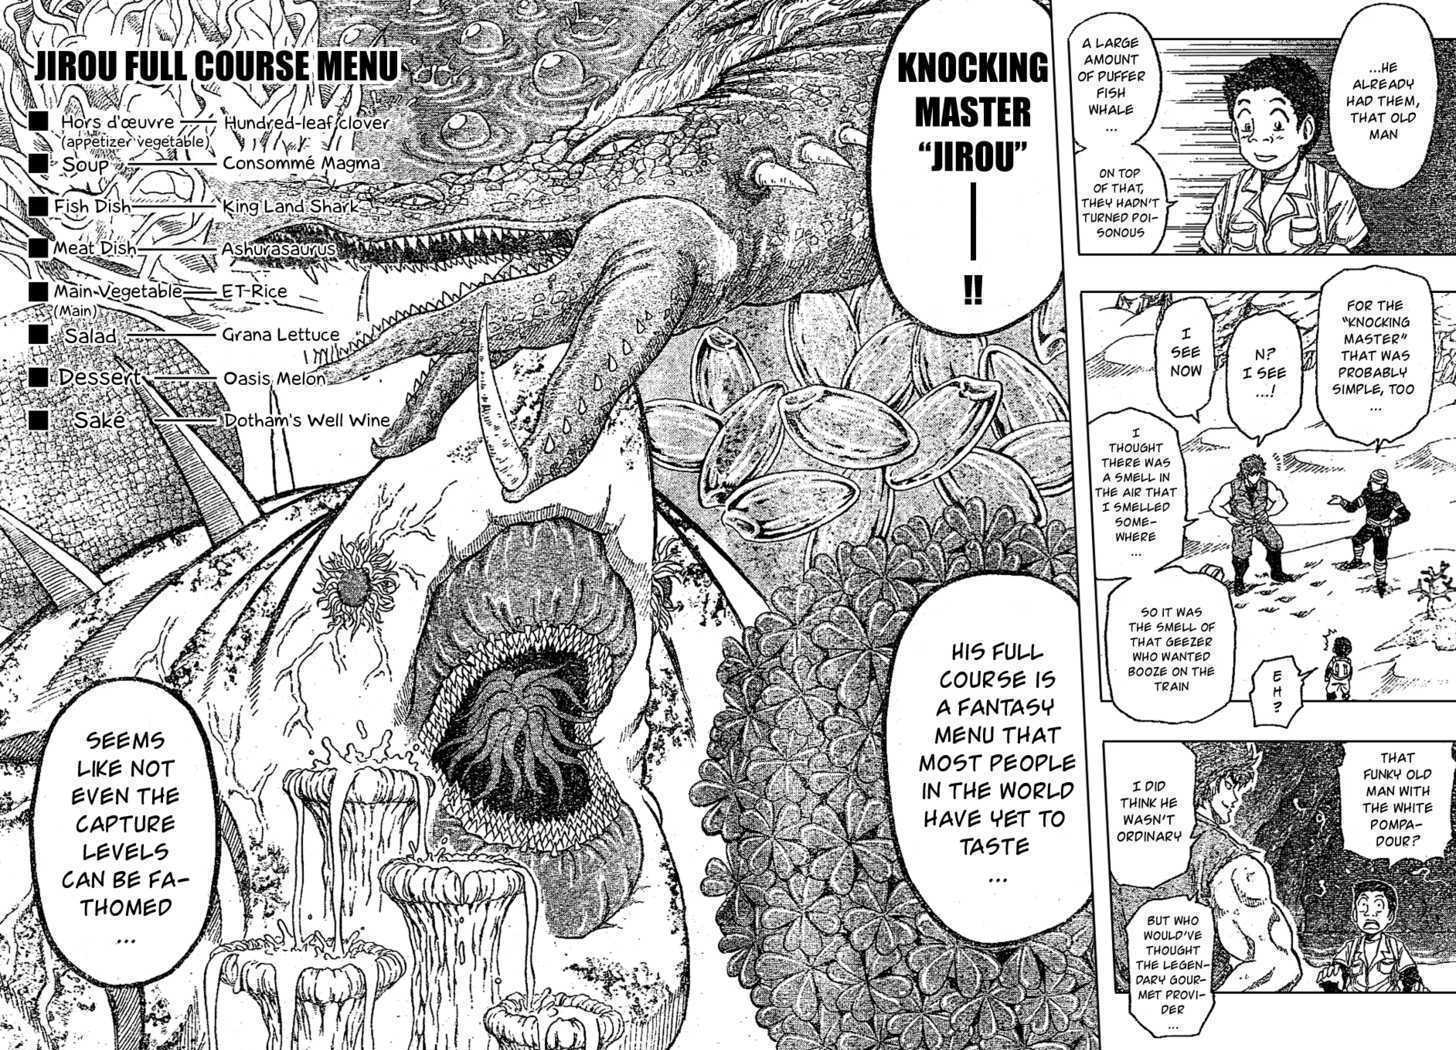 ...HE
ALREADY
HAD THEM,
THAT OLD
MAN
A LARGE
AMOUNT
OF PUFFER
FISH
WHALE
...
ON TOP
OF THAT,
THEY HADN'T
TURNED POI-
SONOUS
FOR THE
"KNOCKING
MASTER"
THAT WAS
PROBABLY
SIMPLE, TOO
...
N?
I SEE
...!
I
SEE
NOW
I
THOUGHT
THERE WAS
A SMELL IN
THE AIR THAT
I SMELLED
SOME-
WHERE
...
SO IT WAS
THE SMELL OF
THAT GEEZER
WHO WANTED
BOOZE ON THE
TRAIN
EH?
THAT
FUNKY OLD
MAN WITH
THE WHITE
POMPA-
DOUR?
I DID
THINK HE
WASN'T
ORDINARY
BUT WHO
WOULD'VE
THOUGHT
THE LEGEN-
DARY GOUR-
MET PROVI-
DER
...
KNOCKING
MASTER
"JIROU"
—
!!
HIS FULL
COURSE IS
A FANTASY
MENU THAT
MOST PEOPLE
IN THE WORLD
HAVE YET TO
TASTE
...
JIROU FULL COURSE MENU
Hors d'œuvre — Hundred-leaf clover
(appetizer vegetable)
Soup — Consommé Magma
Fish Dish — King Land Shark
Meat Dish — Ashurasaurus
Main Vegetable — ET-Rice
(Main)
Salad — Grana Lettuce
Dessert — Oasis Melon
Saké — Dotham's Well Wine
SEEMS
LIKE NOT
EVEN THE
CAPTURE
LEVELS
CAN BE FA-
THOMED
...